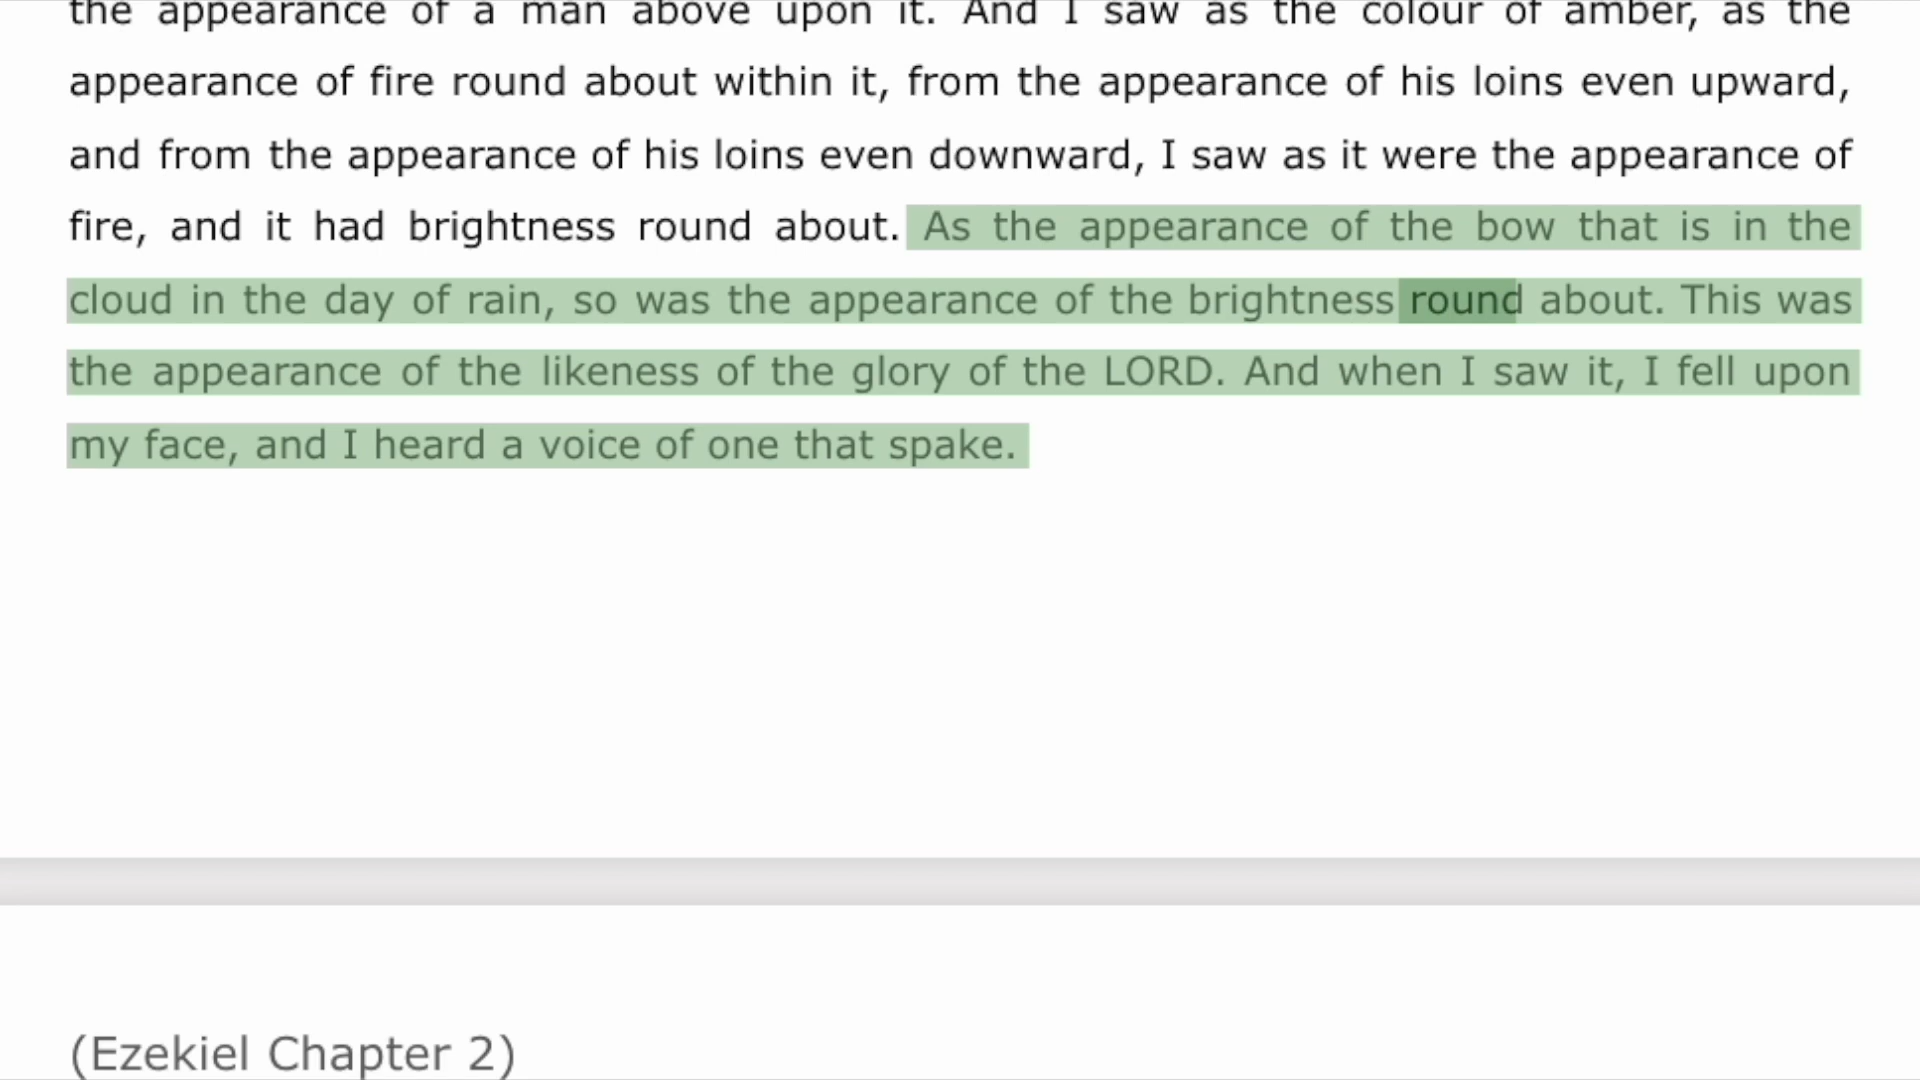 the appearance of a man above upon it. And I saw as the colour of amber, as the
appearance of fire round about within it, from the appearance of his loins even upward,
and from the appearance of his loins even downward, I saw as it were the appearance of
fire, and it had brightness round about. As the appearance of the bow that is in the
cloud in the day of rain, so was the appearance of the brightness round about. This was
the appearance of the likeness of the glory of the LORD. And when I saw it, I fell upon
my face, and I heard a voice of one that spake.
(Ezekiel Chapter 2)